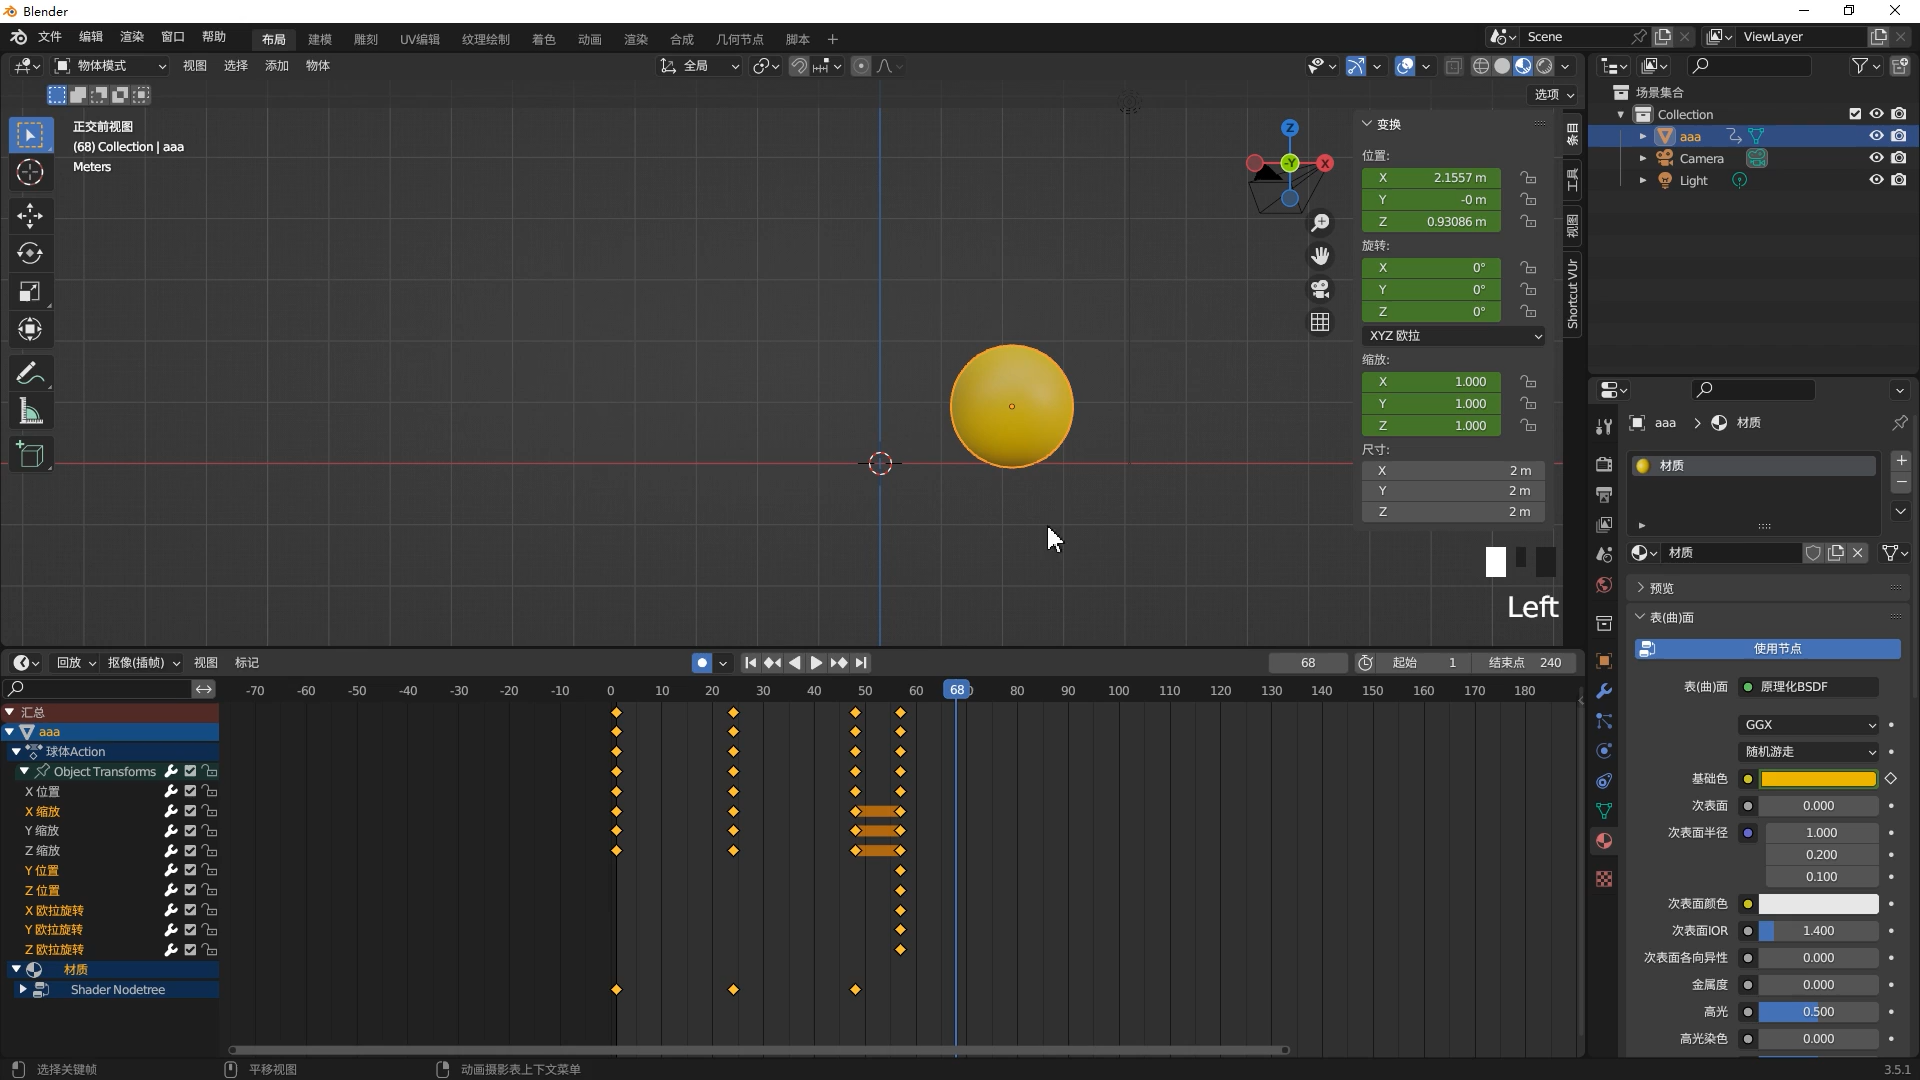 Blender
文件 编辑 渲染 窗口 帮助 布局 建模 雕刻 UV编辑 纹理绘制 着色 动画 渲染 合成 几何节点 脚本 + Scene ViewLayer
物体模式 视图 选择 添加 物体 全局
选项
正交前视图
(68) Collection | aaa
Meters
Z
-Y
X
变换
位置:
X 2.1557 m
Y -0 m
Z 0.93086 m
旋转:
X 0°
Y 0°
Z 0°
XYZ 欧拉
缩放:
X 1.000
Y 1.000
Z 1.000
尺寸:
X 2 m
Y 2 m
Z 2 m
条目
工具
视图
Shortcut VUr
Left
场景集合
Collection
aaa
Camera
Light
aaa > 材质
材质
材质
预览
表(曲)面
使用节点
表(曲)面 原理化BSDF
GGX
随机游走
基础色
次表面 0.000
次表面半径 1.000
0.200
0.100
次表面颜色
次表面IOR 1.400
次表面各向异性 0.000
金属度 0.000
高光 0.500
高光染色 0.000
回放 抠像(插帧) 视图 标记 68 起始 1 结束点 240
-70 -60 -50 -40 -30 -20 -10 0 10 20 30 40 50 60 68 80 90 100 110 120 130 140 150 160 170 180
汇总
aaa
球体Action
Object Transforms
X 位置
X 缩放
Y 缩放
Z 缩放
Y 位置
Z 位置
X 欧拉旋转
Y 欧拉旋转
Z 欧拉旋转
材质
Shader Nodetree
选择关键帧 平移视图 动画摄影表上下文菜单 3.5.1